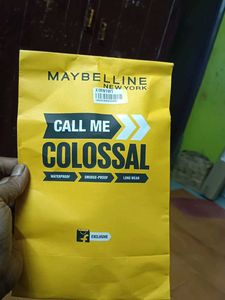 MAYBELLINE
NEW YORK
CALL ME
COLOSSAL
WATERPROOF
SMUDGE-PROOF
LONG WEAR
EXCLUSIVE